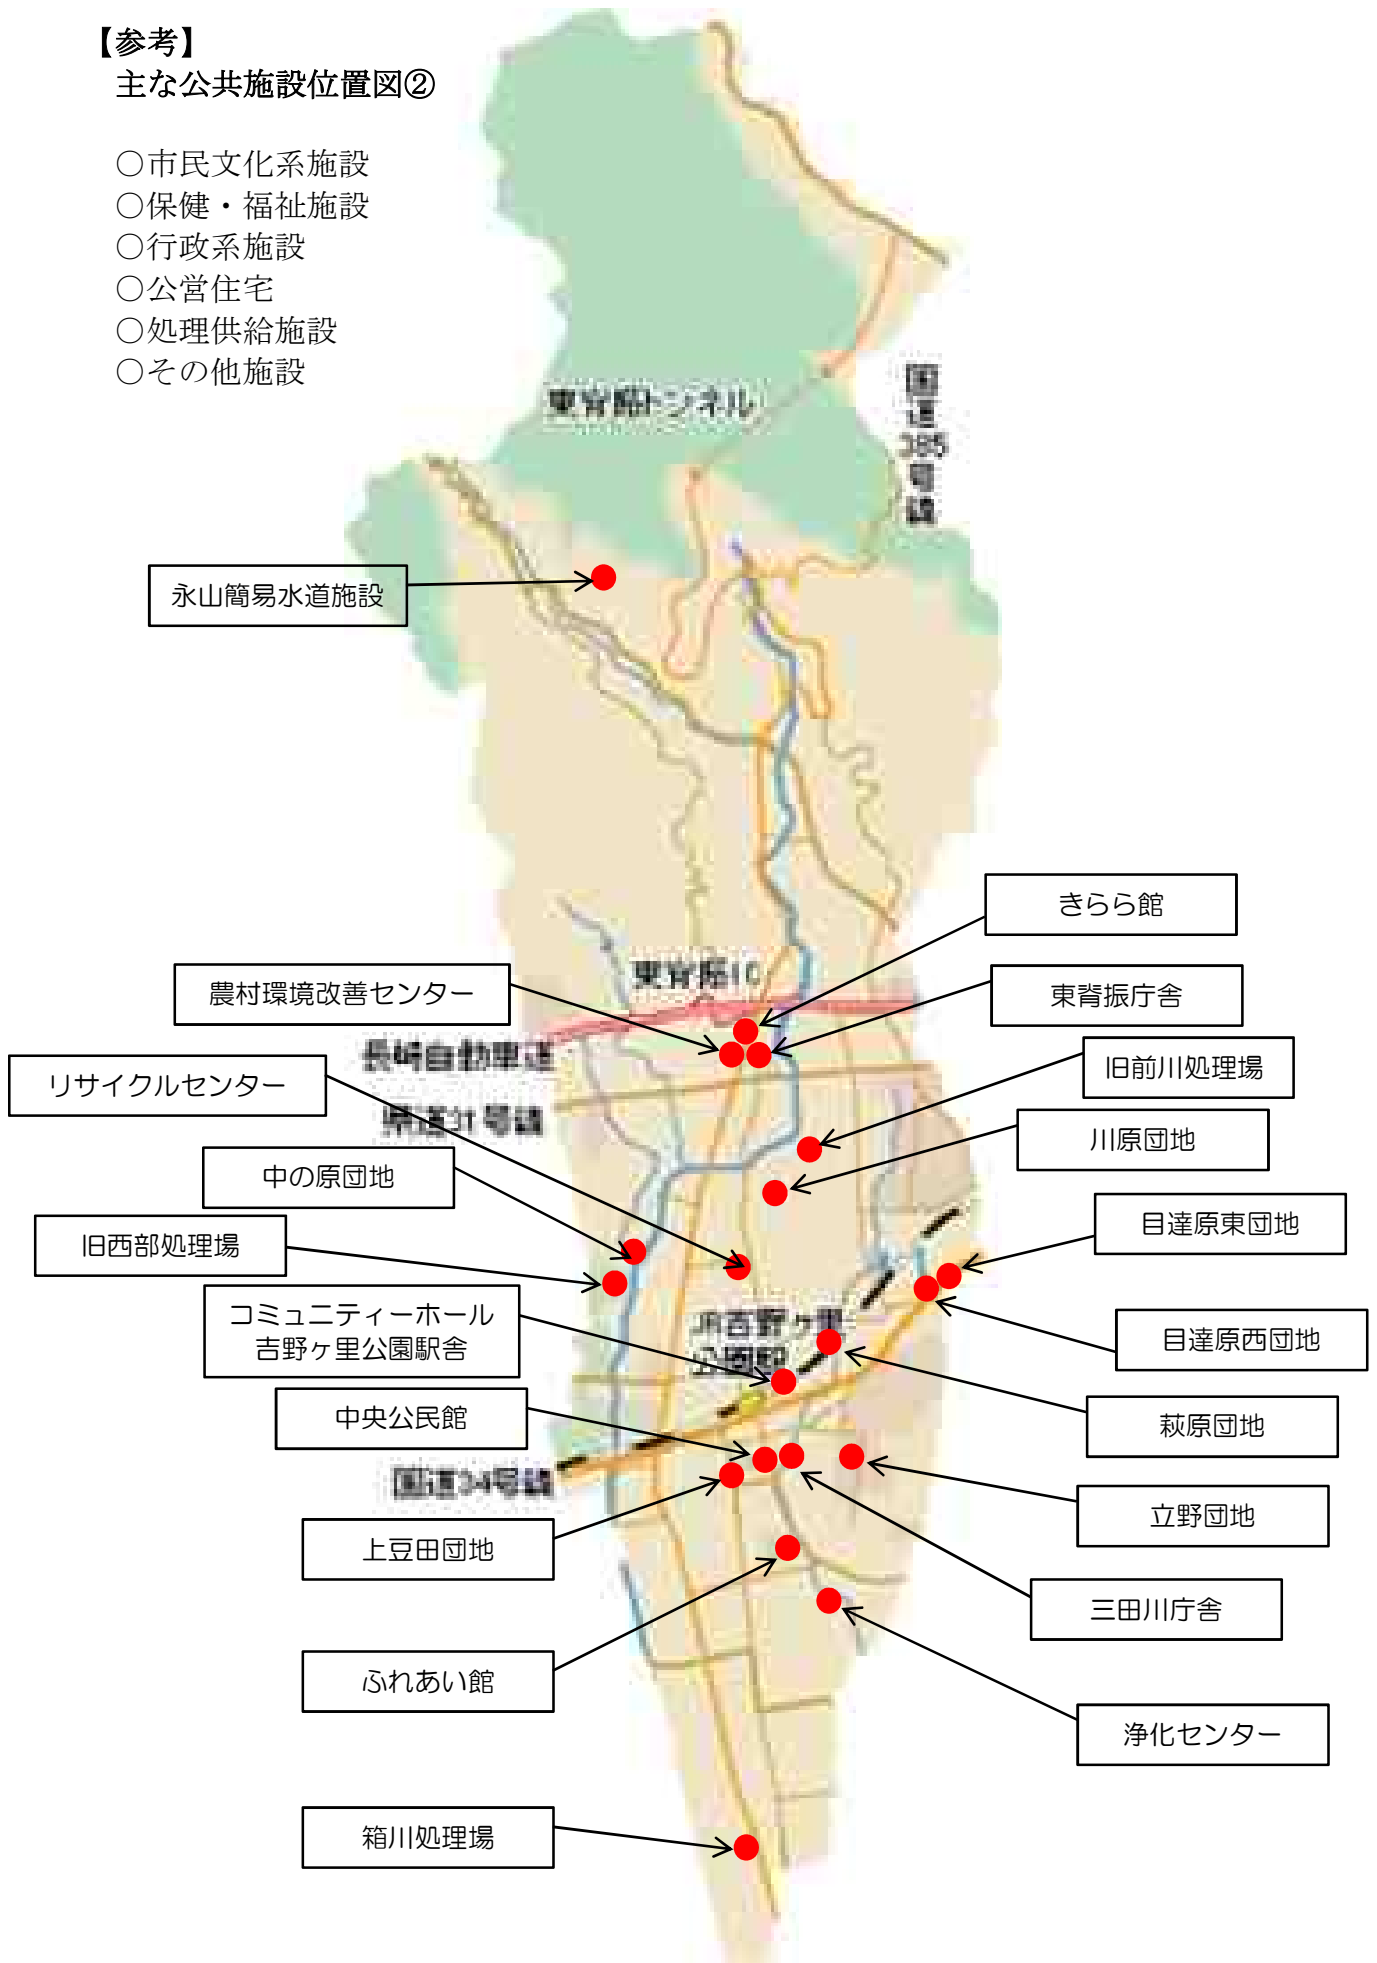 【参考】
主な公共施設位置図②
○市民文化系施設
○保健・福祉施設
○行政系施設
○公営住宅
○処理供給施設
○その他施設
東脊振トンネル
国道385号線
永山簡易水道施設
きらら館
東脊振IC
農村環境改善センター
東脊振庁舎
長崎自動車道
旧前川処理場
リサイクルセンター
県道31号線
川原団地
中の原団地
目達原東団地
旧西部処理場
コミュニティーホール
吉野ヶ里公園駅舎
JR吉野ヶ里
公園駅
目達原西団地
中央公民館
萩原団地
国道34号線
立野団地
上豆田団地
三田川庁舎
ふれあい館
浄化センター
箱川処理場